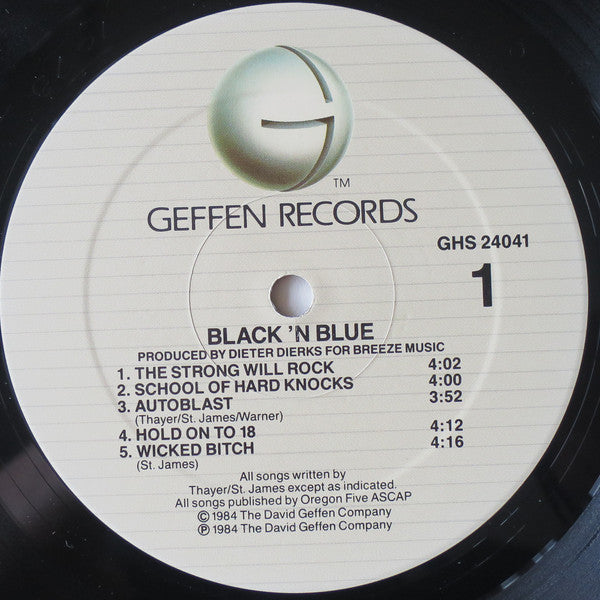 TM
GEFFEN RECORDS
GHS 24041
1
BLACK 'N BLUE
PRODUCED BY DIETER DIERKS FOR BREEZE MUSIC
1. THE STRONG WILL ROCK 4:02
2. SCHOOL OF HARD KNOCKS 4:00
3. AUTOBLAST 3:52
(Thayer/St. James/Warner)
4. HOLD ON TO 18 4:12
5. WICKED BITCH 4:16
(St. James)
All songs written by
Thayer/St. James except as indicated.
All songs published by Oregon Five ASCAP
© 1984 The David Geffen Company
℗ 1984 The David Geffen Company